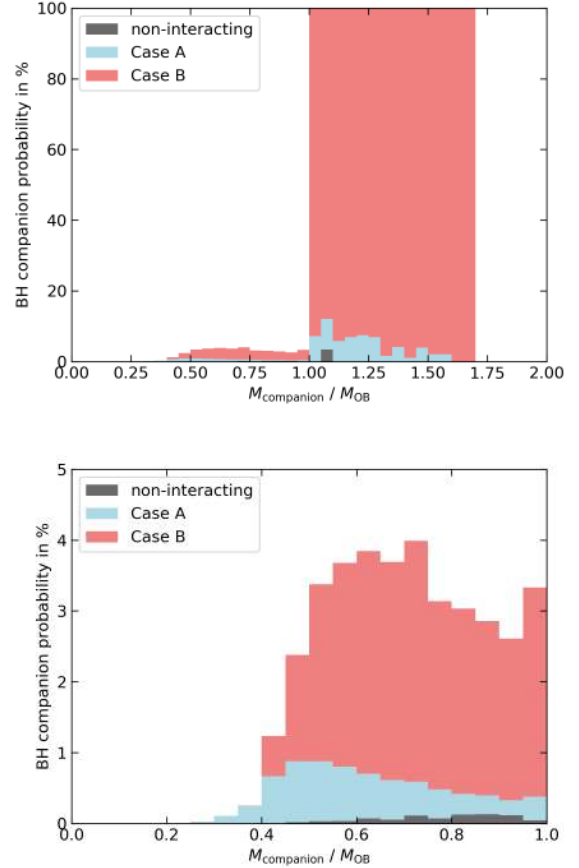 100
80
60
40
20
0
BH companion probability in %
non-interacting
Case A
Case B
0.00 0.25 0.50 0.75 1.00 1.25 1.50 1.75 2.00
M_companion / M_OB
5
4
3
2
1
0
BH companion probability in %
non-interacting
Case A
Case B
0.0 0.2 0.4 0.6 0.8 1.0
M_companion / M_OB